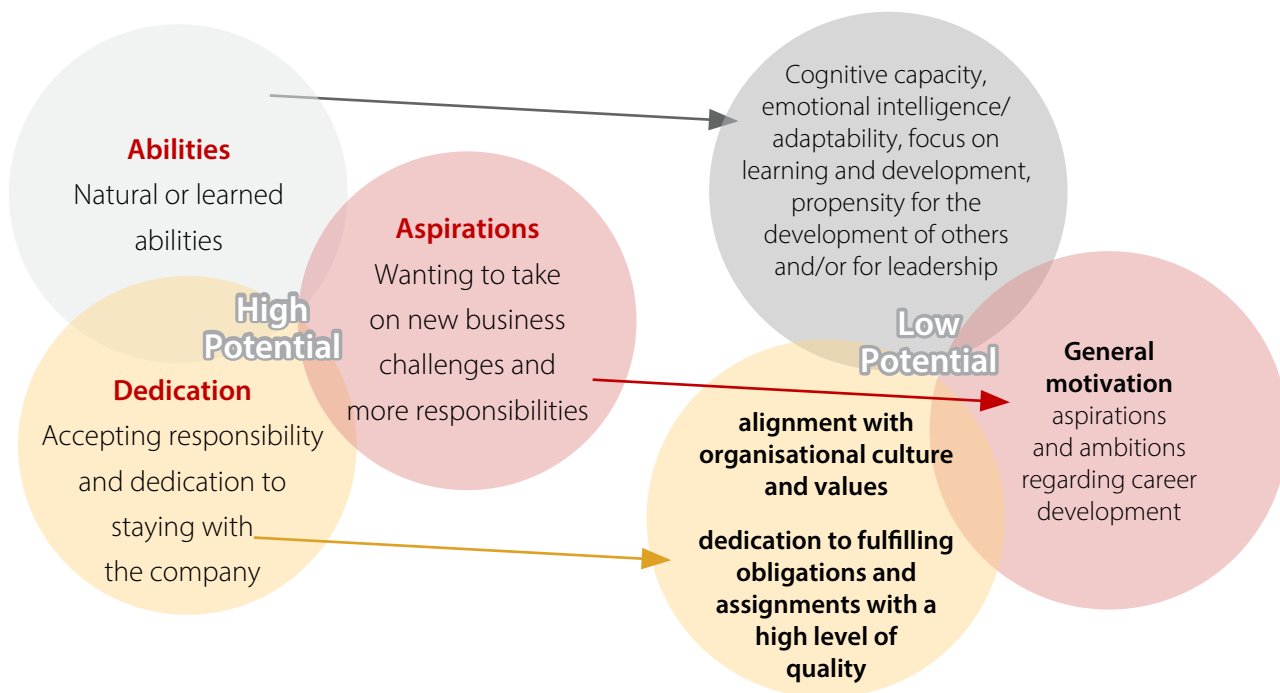 Abilities
Natural or learned
abilities
Aspirations
Wanting to take
on new business
challenges and
more responsibilities
High
Potential
Dedication
Accepting responsibility
and dedication to
staying with
the company
Cognitive capacity,
emotional intelligence/
adaptability, focus on
learning and development,
propensity for the
development of others
and/or for leadership
Low
Potential
General
motivation
aspirations
and ambitions
regarding career
development
alignment with
organisational culture
and values
dedication to fulfilling
obligations and
assignments with a
high level of
quality